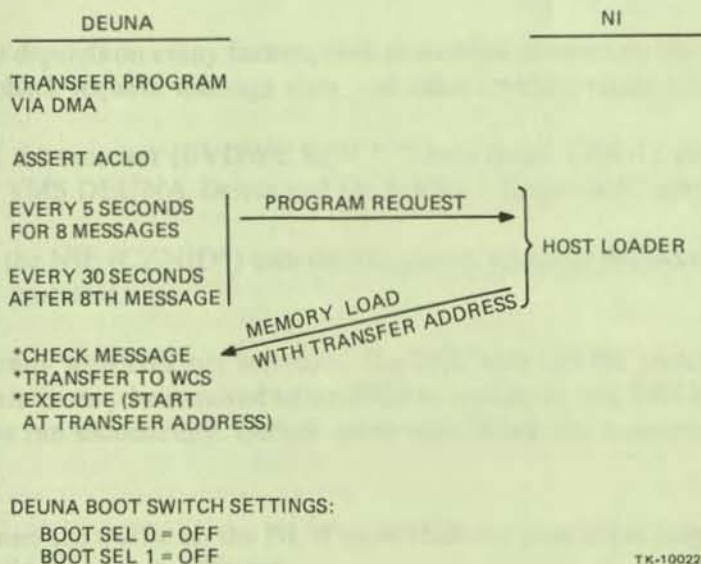 DEUNA
NI
TRANSFER PROGRAM
VIA DMA
ASSERT ACLO
EVERY 5 SECONDS
FOR 8 MESSAGES
PROGRAM REQUEST
HOST LOADER
EVERY 30 SECONDS
AFTER 8TH MESSAGE
MEMORY LOAD
WITH TRANSFER ADDRESS
*CHECK MESSAGE
*TRANSFER TO WCS
*EXECUTE (START
AT TRANSFER ADDRESS)
DEUNA BOOT SWITCH SETTINGS:
BOOT SEL 0 = OFF
BOOT SEL 1 = OFF
TK-10022